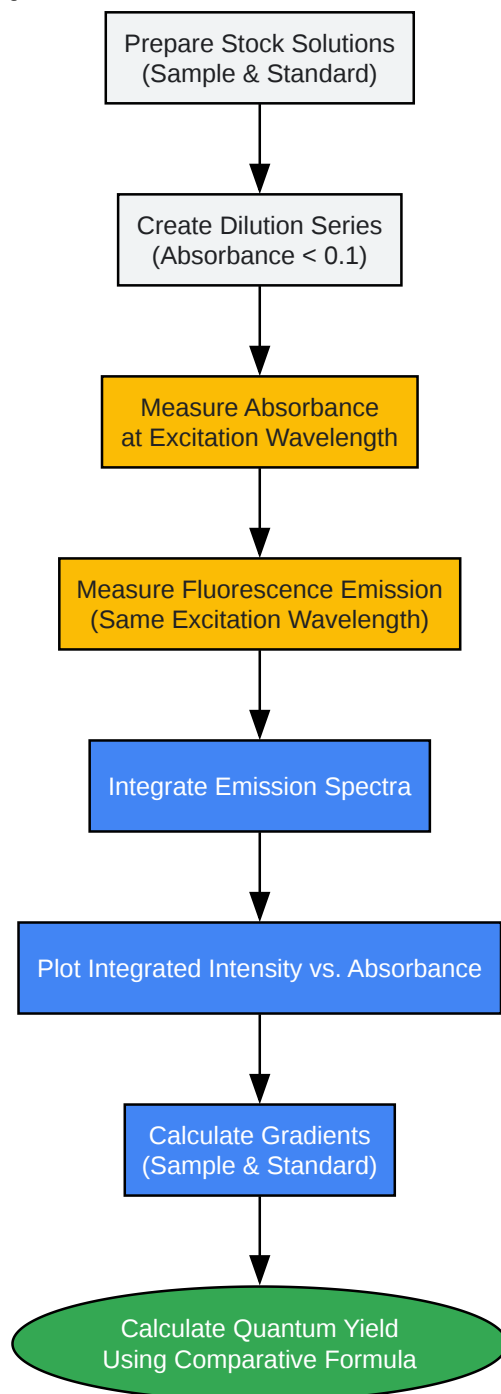 Prepare Stock Solutions
(Sample & Standard)
Create Dilution Series
(Absorbance < 0.1)
Measure Absorbance
at Excitation Wavelength
Measure Fluorescence Emission
(Same Excitation Wavelength)
Integrate Emission Spectra
Plot Integrated Intensity vs. Absorbance
Calculate Gradients
(Sample & Standard)
Calculate Quantum Yield
Using Comparative Formula